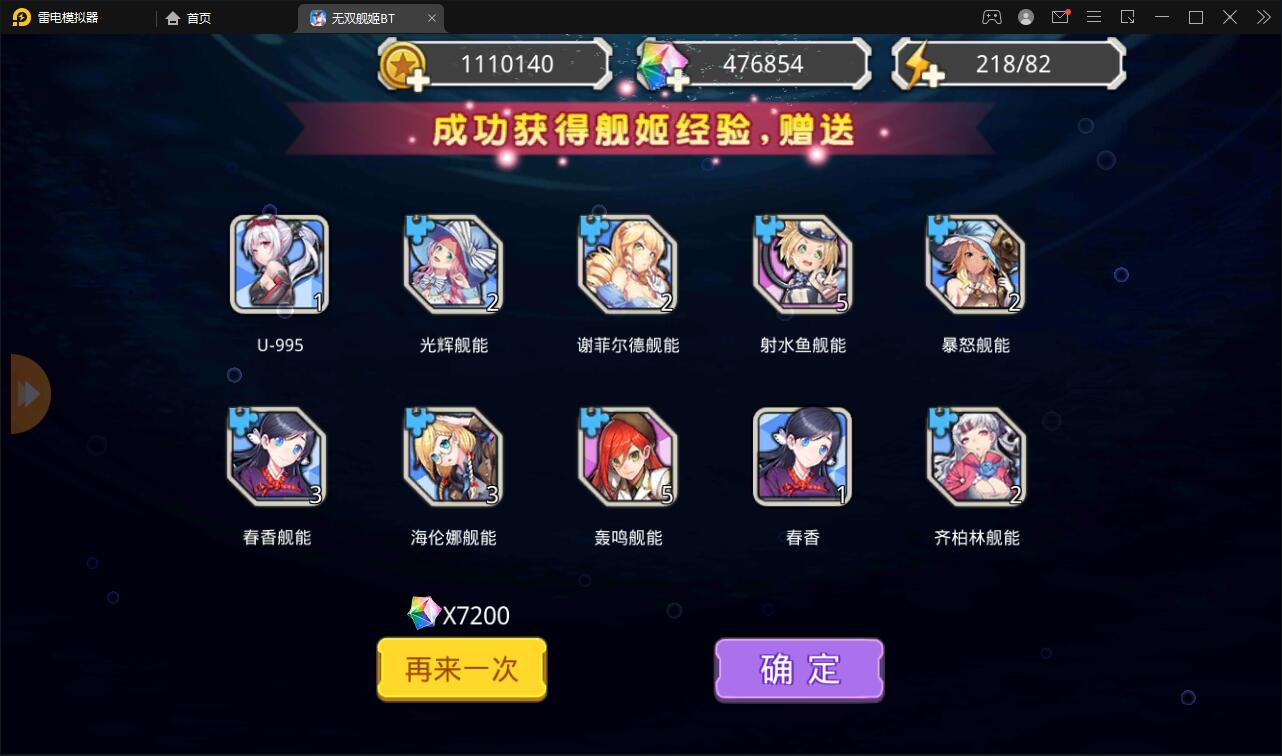 雷电模拟器
首页
无双舰姬BT
1110140
476854
218/82
成功获得舰姬经验,赠送
1
2
2
5
2
U-995
光辉舰能
谢菲尔德舰能
射水鱼舰能
暴怒舰能
3
3
5
1
2
春香舰能
海伦娜舰能
轰鸣舰能
春香
齐柏林舰能
X7200
再来一次
确定